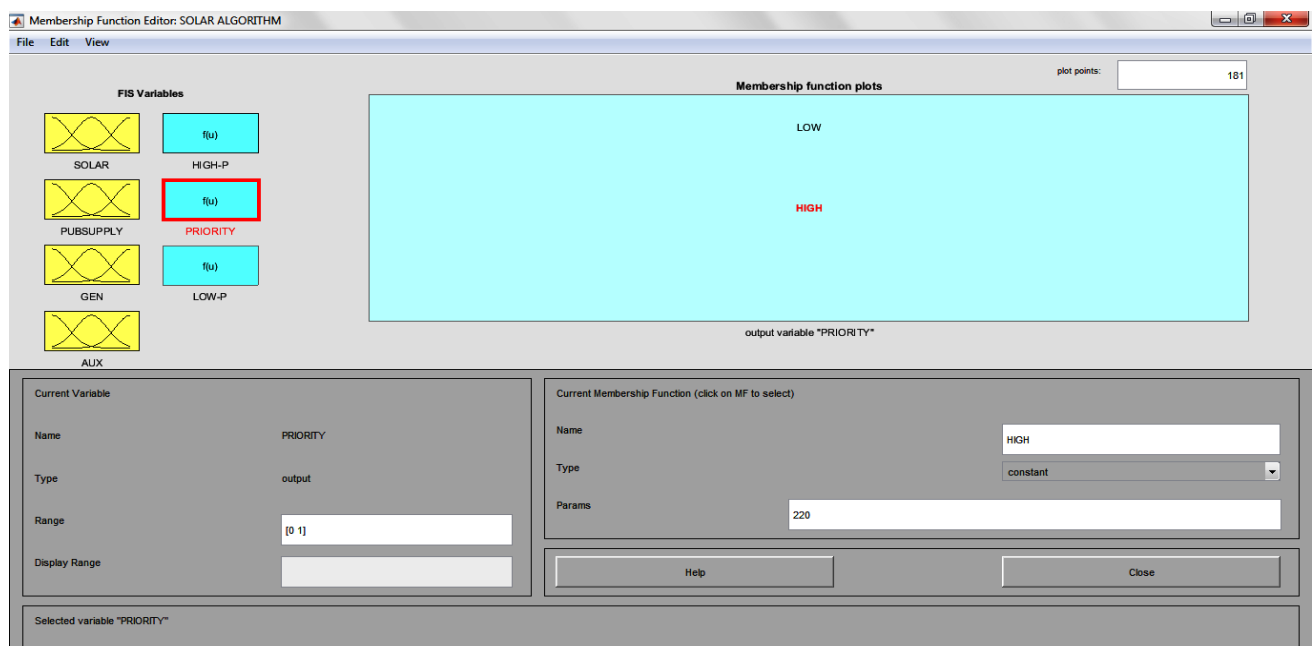 Membership Function Editor: SOLAR ALGORITHM
File Edit View
FIS Variables
f(u)
SOLAR HIGH-P
f(u)
PUBSUPPLY PRIORITY
f(u)
GEN LOW-P
AUX
plot points: 181
Membership function plots
LOW
HIGH
output variable "PRIORITY"
Current Variable
Name PRIORITY
Type output
Range [0 1]
Display Range
Current Membership Function (click on MF to select)
Name HIGH
Type constant
Params 220
Help Close
Selected variable "PRIORITY"